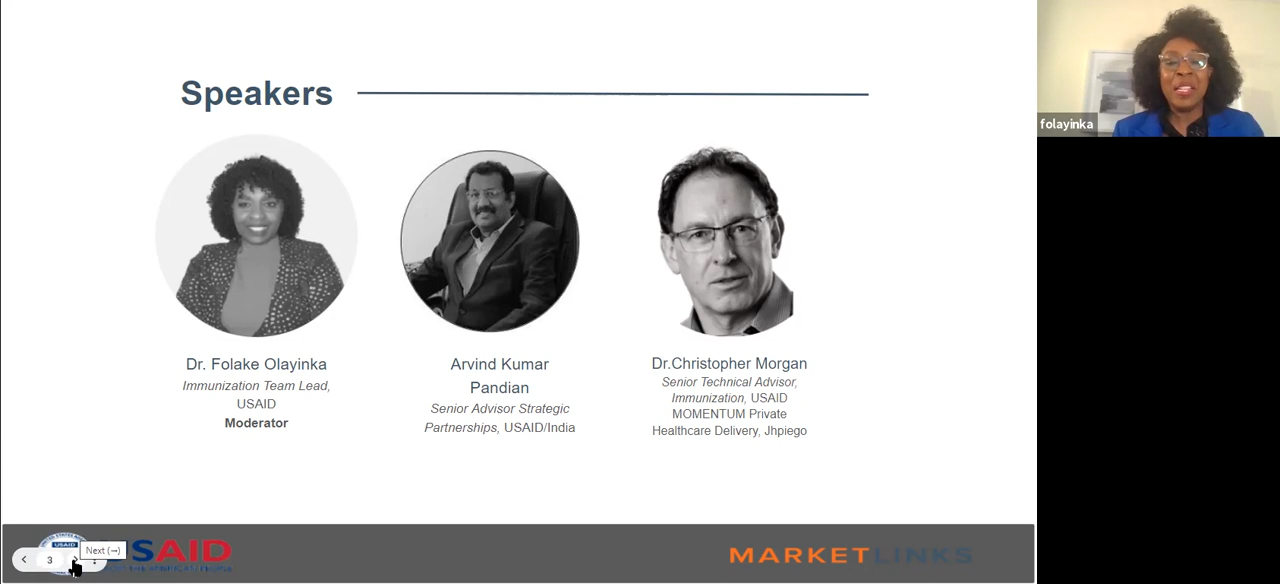 Speakers
Dr. Folake Olayinka
Immunization Team Lead,
USAID
Moderator
Arvind Kumar
Pandian
Senior Advisor Strategic
Partnerships, USAID/India
Dr.Christopher Morgan
Senior Technical Advisor,
Immunization, USAID
MOMENTUM Private
Healthcare Delivery, Jhpiego
folayinka
3
Next (→)
USAID
SAID
MARKETLINKS